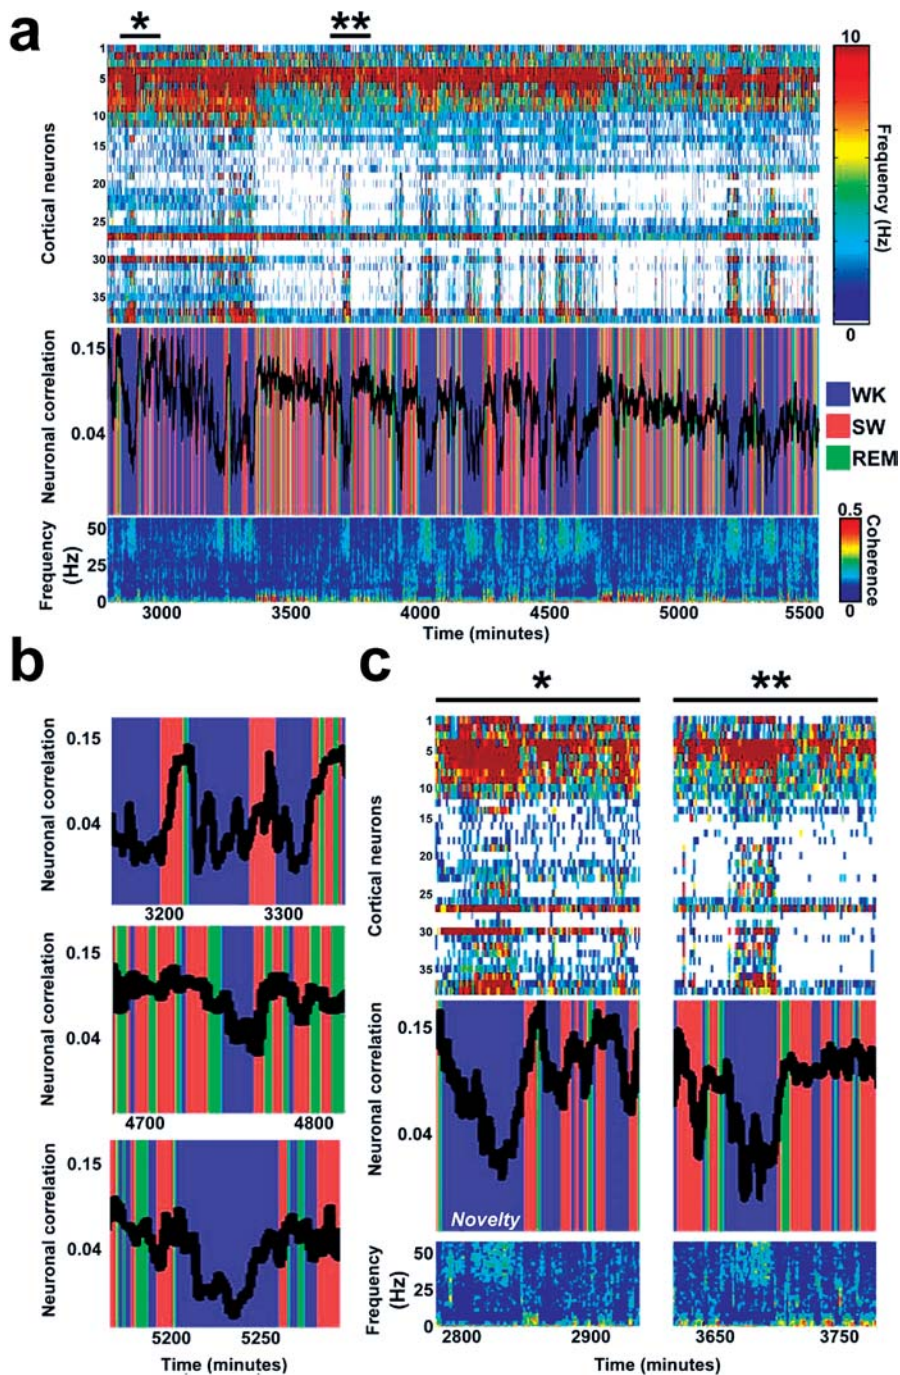 a
*
**
Cortical neurons
1
5
10
15
20
25
30
35
10
Frequency (Hz)
0
Neuronal correlation
0.15
0.04
WK
SW
REM
Frequency (Hz)
50
25
0
0.5
Coherence
0
3000 3500 4000 4500 5000 5500
Time (minutes)
b
Neuronal correlation
0.15
0.04
3200 3300
Neuronal correlation
0.15
0.04
4700 4800
Neuronal correlation
0.15
0.04
5200 5250
Time (minutes)
c
*
**
Cortical neurons
1
5
10
15
20
25
30
35
Neuronal correlation
0.15
0.04
Novelty
Frequency (Hz)
50
25
0
2800 2900 3650 3750
Time (minutes) Time (minutes)